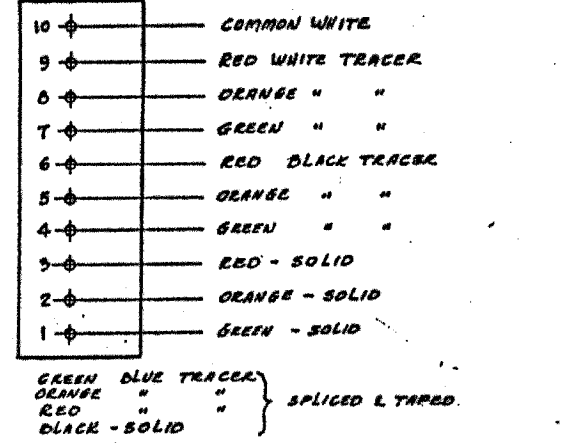 10 COMMON WHITE
9 RED WHITE TRACER
8 ORANGE " "
7 GREEN " "
6 RED BLACK TRACER
5 ORANGE " "
4 GREEN " "
3 RED - SOLID
2 ORANGE - SOLID
1 GREEN - SOLID
GREEN BLUE TRACER
ORANGE " "
RED " "
BLACK - SOLID
SPLICED & TAPED.